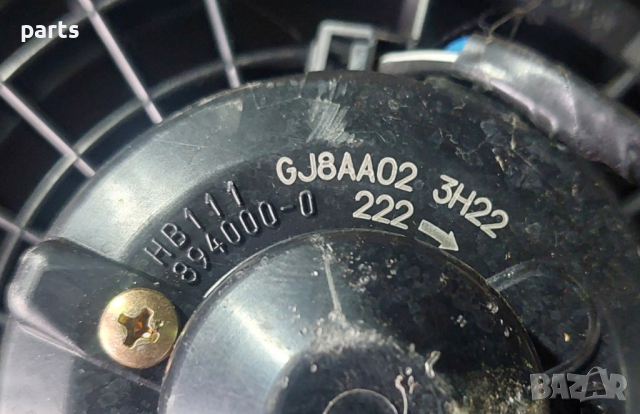 parts
GJ8AA02 3H22
222 →
HB111
894000-0
BAZAR